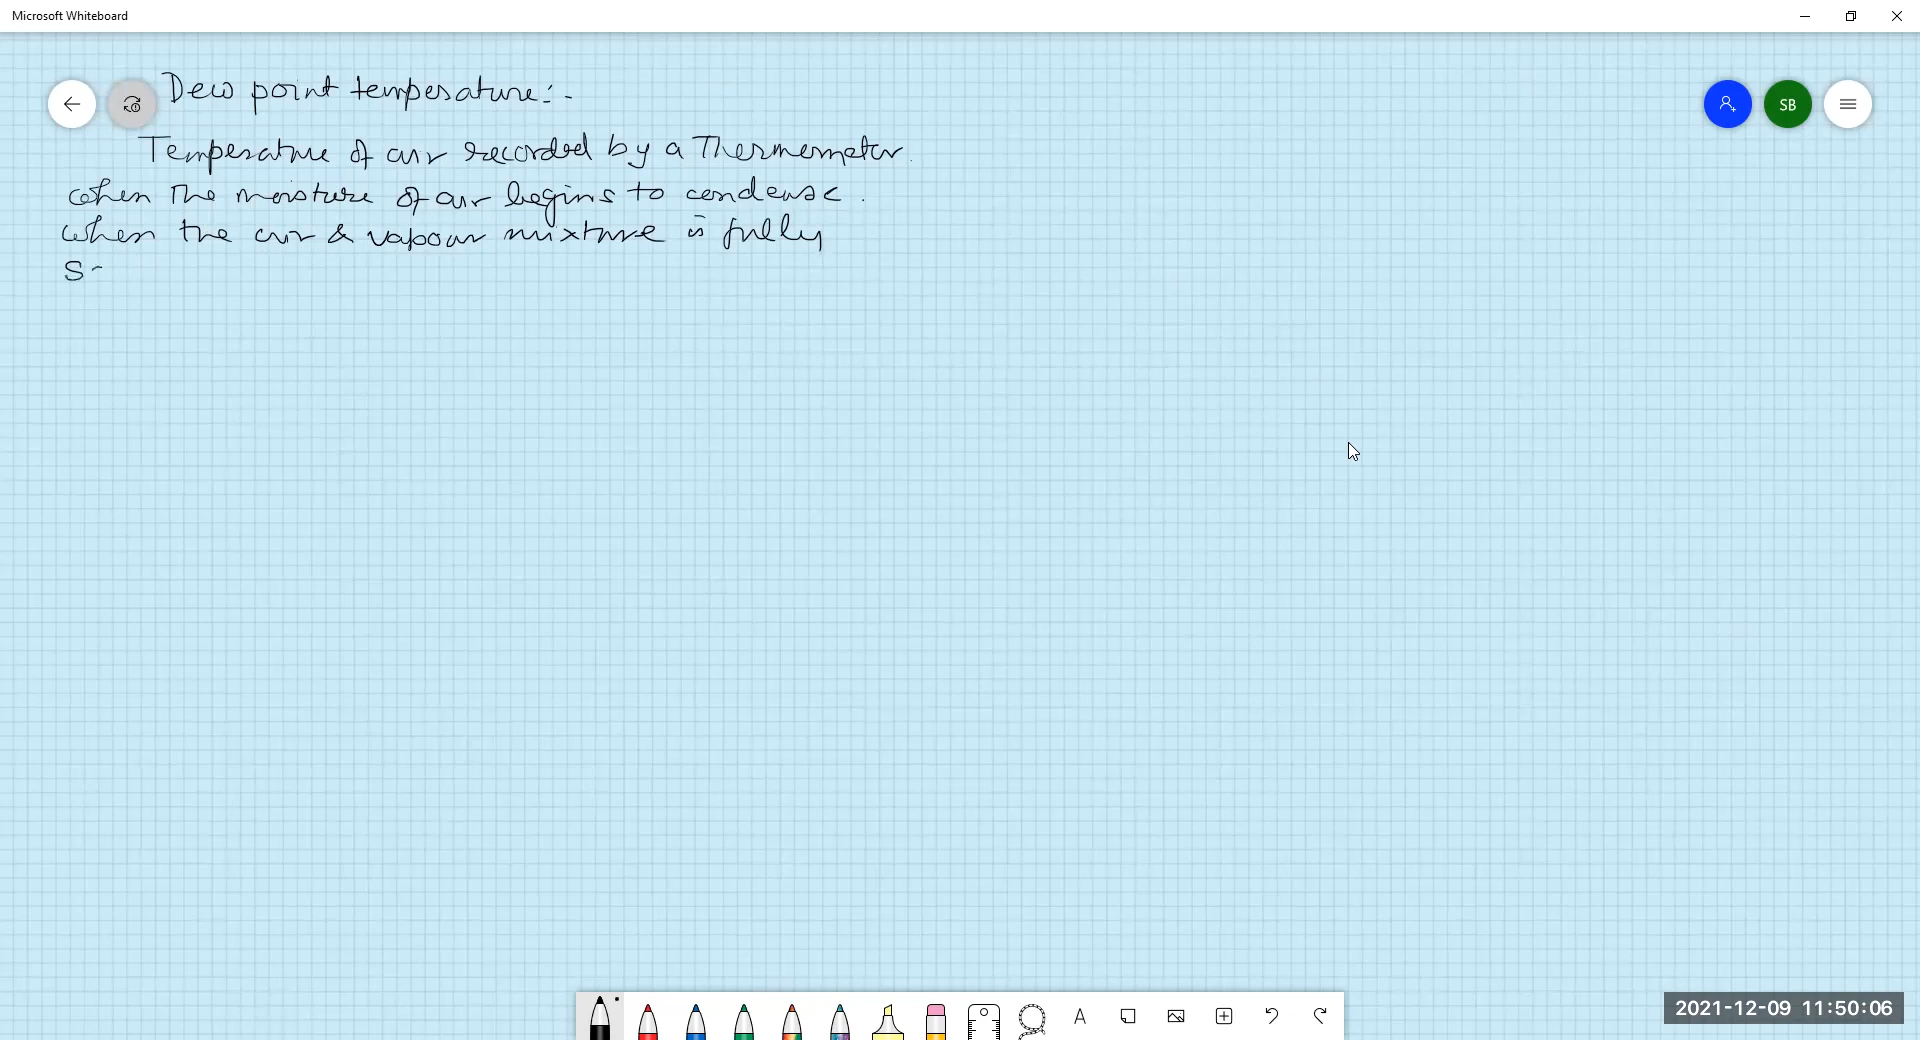 Microsoft Whiteboard
Dew point temperature:-
SB
Temperature of air recorded by a Thermometer
when the moisture of air begins to condense.
when the air & vapour mixture is fully
S
A
2021-12-09 11:50:06